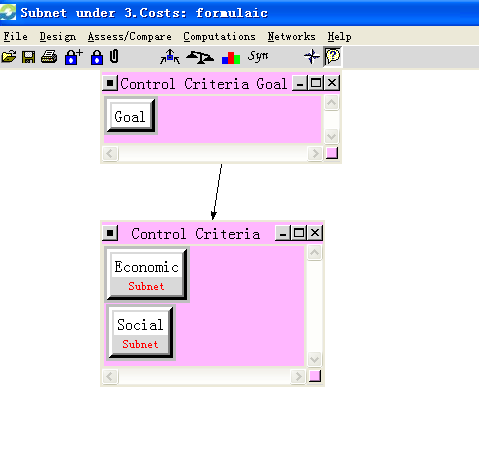 Subnet under 3.Costs: formulaic
File Design Assess/Compare Computations Networks Help
Syn
Control Criteria Goal
Goal
Control Criteria
Economic
Subnet
Social
Subnet